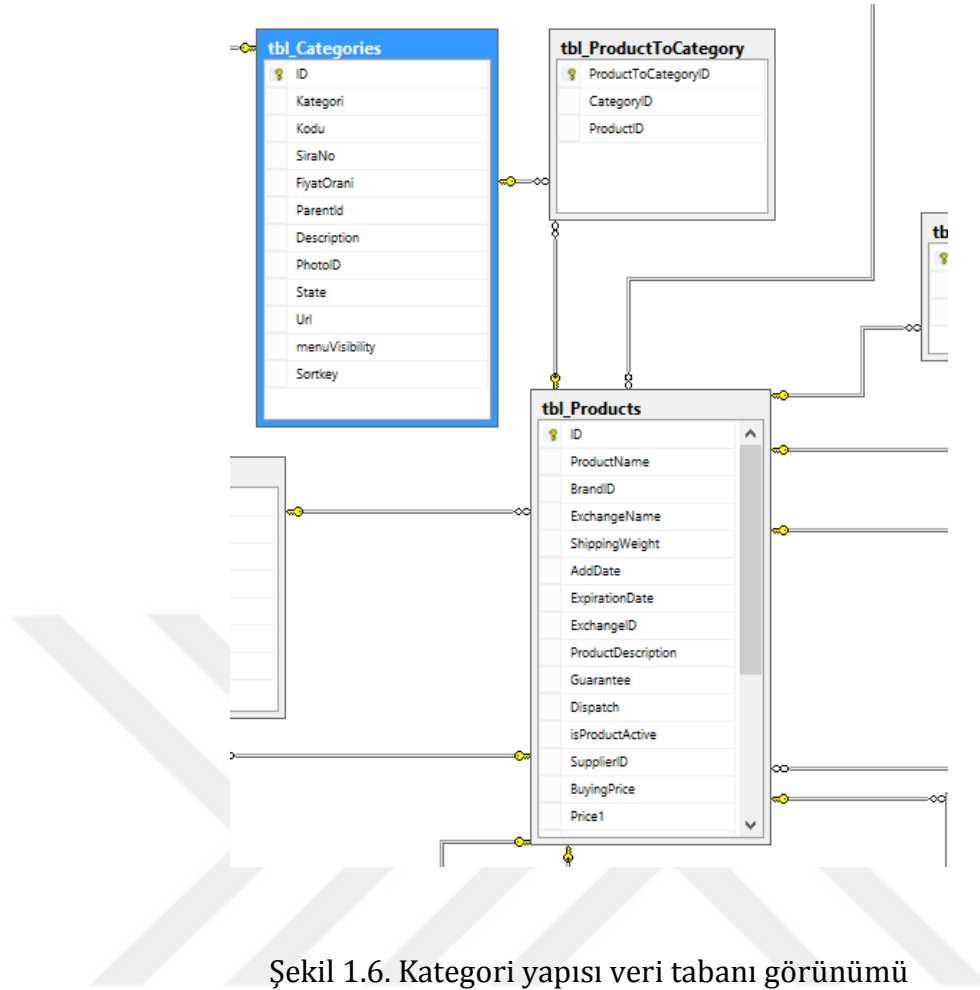 tbl_Categories
ID
Kategori
Kodu
SiraNo
FiyatOrani
ParentId
Description
PhotoID
State
Url
menuVisibility
Sortkey
tbl_ProductToCategory
ProductToCategoryID
CategoryID
ProductID
tb
tbl_Products
ID
ProductName
BrandID
ExchangeName
ShippingWeight
AddDate
ExpirationDate
ExchangeID
ProductDescription
Guarantee
Dispatch
isProductActive
SupplierID
BuyingPrice
Price1
Şekil 1.6. Kategori yapısı veri tabanı görünümü